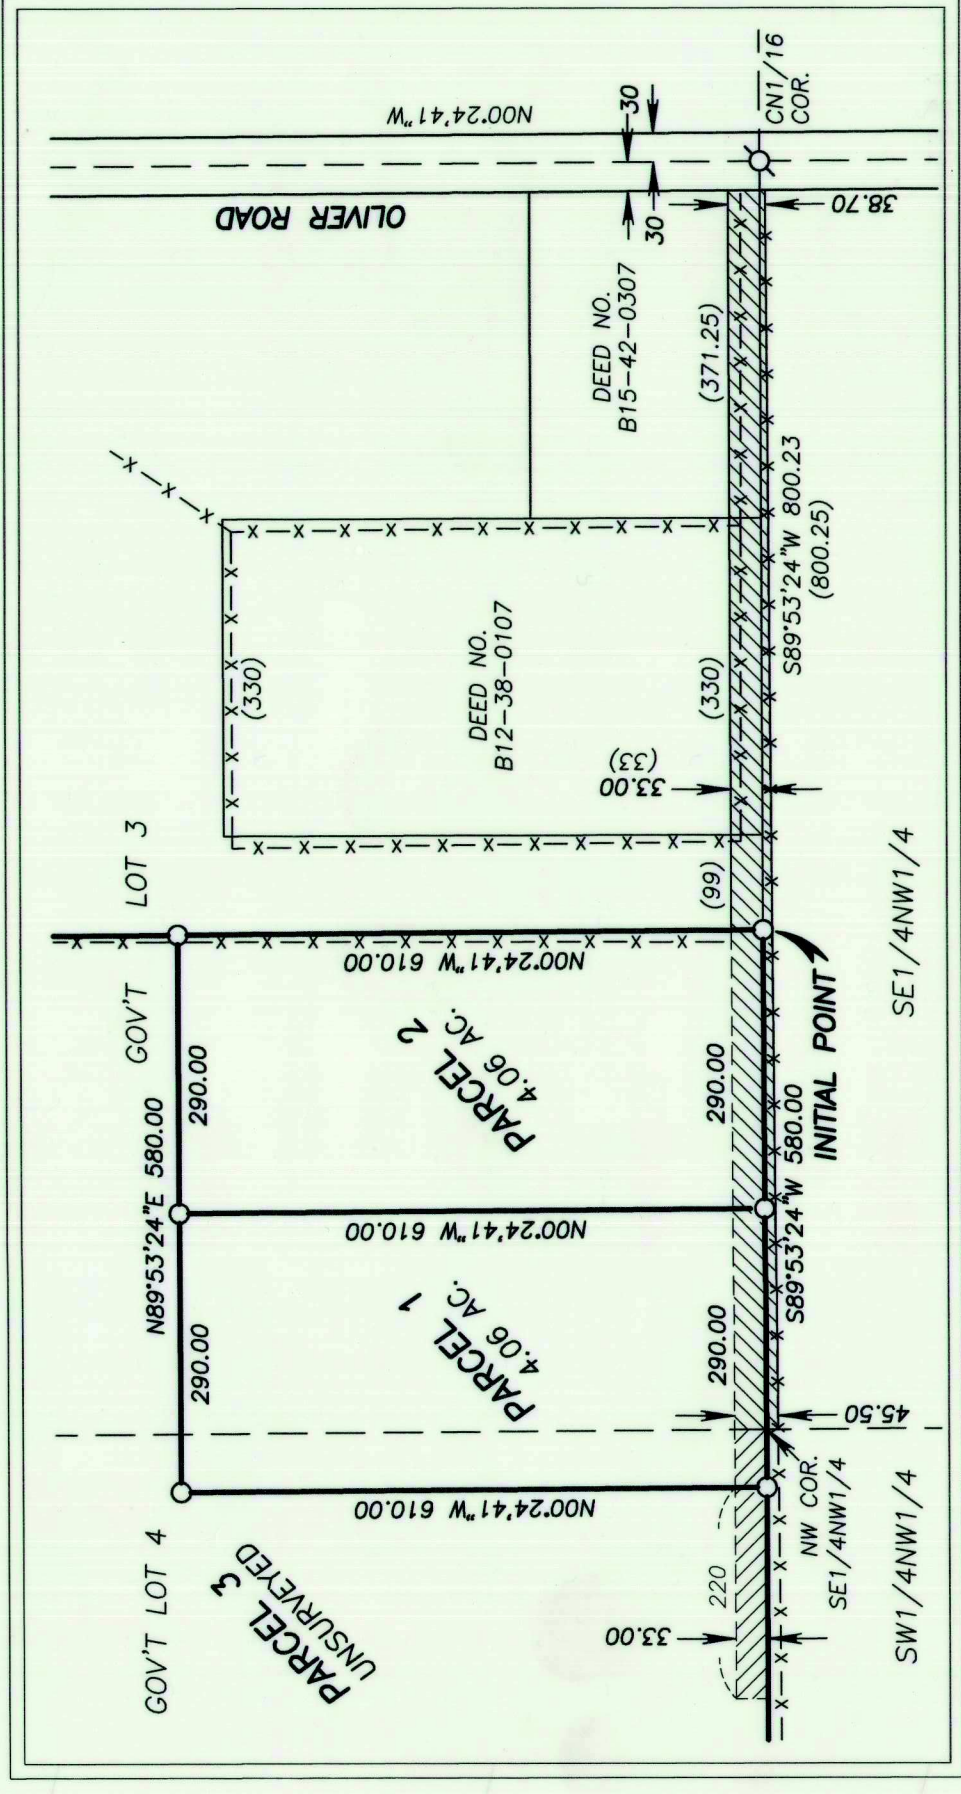 GOV'T LOT 4
PARCEL 3
UNSURVEYED
N00°24'41"W 610.00
220
33.00
NW COR.
SE1/4NW1/4
SW1/4NW1/4
N89°53'24"E 580.00
290.00
290.00
PARCEL 1
4.06 AC.
290.00
N00°24'41"W 610.00
45.50
S89°53'24"W 580.00
GOV'T LOT 3
PARCEL 2
4.06 AC.
290.00
N00°24'41"W 610.00
INITIAL POINT
SE1/4NW1/4
(99)
(330)
DEED NO.
B12-38-0107
33.00
(33)
(330)
S89°53'24"W 800.23
(800.25)
DEED NO.
B15-42-0307
(371.25)
OLIVER ROAD
30
30
38.70
N00°24'41"W
CN1/16
COR.